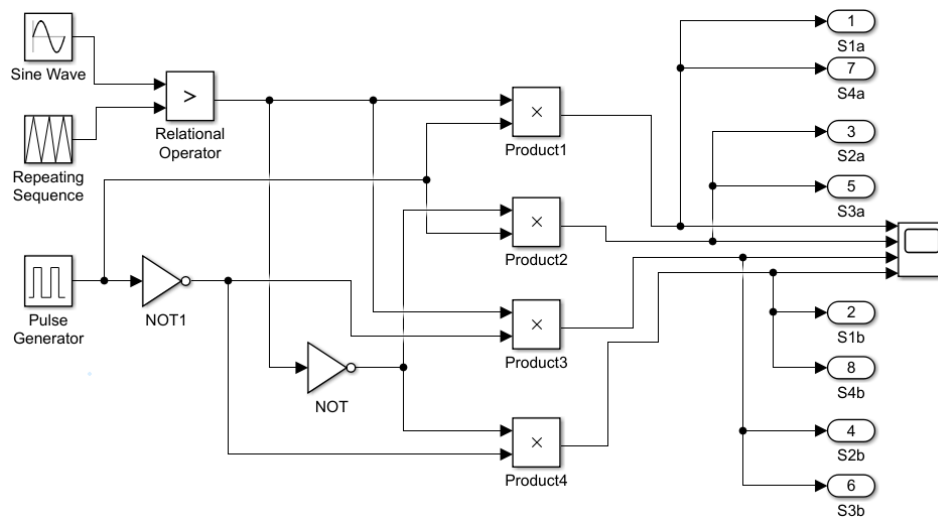 Sine Wave
Repeating
Sequence
>
Relational
Operator
Pulse
Generator
NOT1
NOT
×
Product1
×
Product2
×
Product3
×
Product4
1
S1a
7
S4a
3
S2a
5
S3a
2
S1b
8
S4b
4
S2b
6
S3b